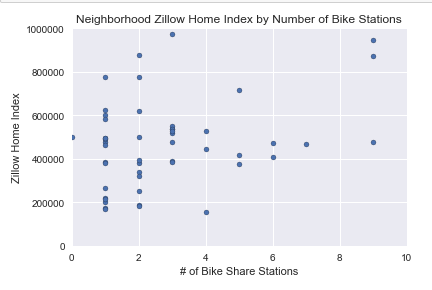 Neighborhood Zillow Home Index by Number of Bike Stations
1000000
800000
600000
400000
200000
0
Zillow Home Index
0 2 4 6 8 10
# of Bike Share Stations